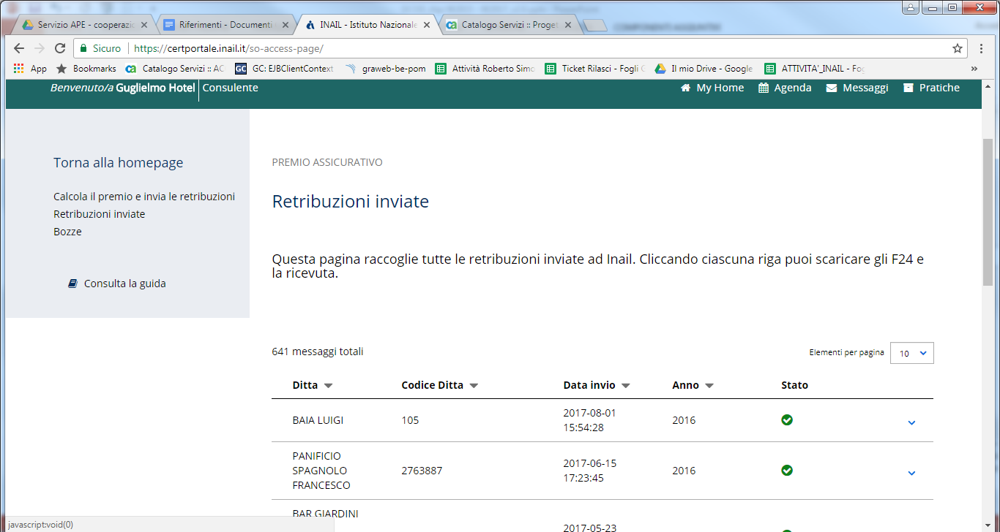 Servizio APE - cooperazi
Riferimenti - Documenti
INAIL - Istituto Nazionale
Catalogo Servizi :: Proget
Sicuro
https://certportale.inail.it/so-access-page/
App
Bookmarks
Catalogo Servizi :: AC
GC: EJBClientContext
graweb-be-pom
Attività Roberto Simo
Ticket Rilasci - Fogli
Il mio Drive - Google
ATTIVITA'_INAIL - Fog
»
Benvenuto/a Guglielmo Hotel
Consulente
My Home
Agenda
Messaggi
Pratiche
Torna alla homepage
Calcola il premio e invia le retribuzioni
Retribuzioni inviate
Bozze
Consulta la guida
PREMIO ASSICURATIVO
Retribuzioni inviate
Questa pagina raccoglie tutte le retribuzioni inviate ad Inail. Cliccando ciascuna riga puoi scaricare gli F24 e
la ricevuta.
641 messaggi totali
Elementi per pagina
10
Ditta
Codice Ditta
Data invio
Anno
Stato
BAIA LUIGI
105
2017-08-01
15:54:28
2016
PANIFICIO
SPAGNOLO
FRANCESCO
2763887
2017-06-15
17:23:45
2016
BAR GIARDINI
2017-05-23
javascript:void(0)